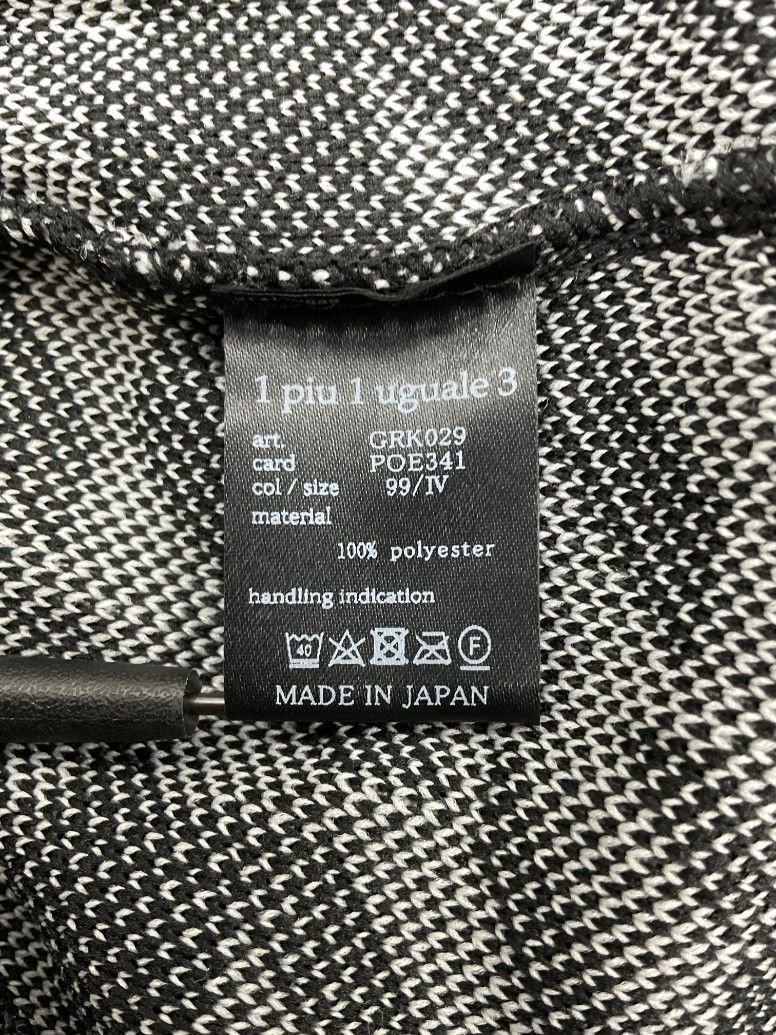 1 piu 1 uguale 3
art. GRK029
card POE341
col / size 99/IV
material
100% polyester
handling indication
40 F
MADE IN JAPAN